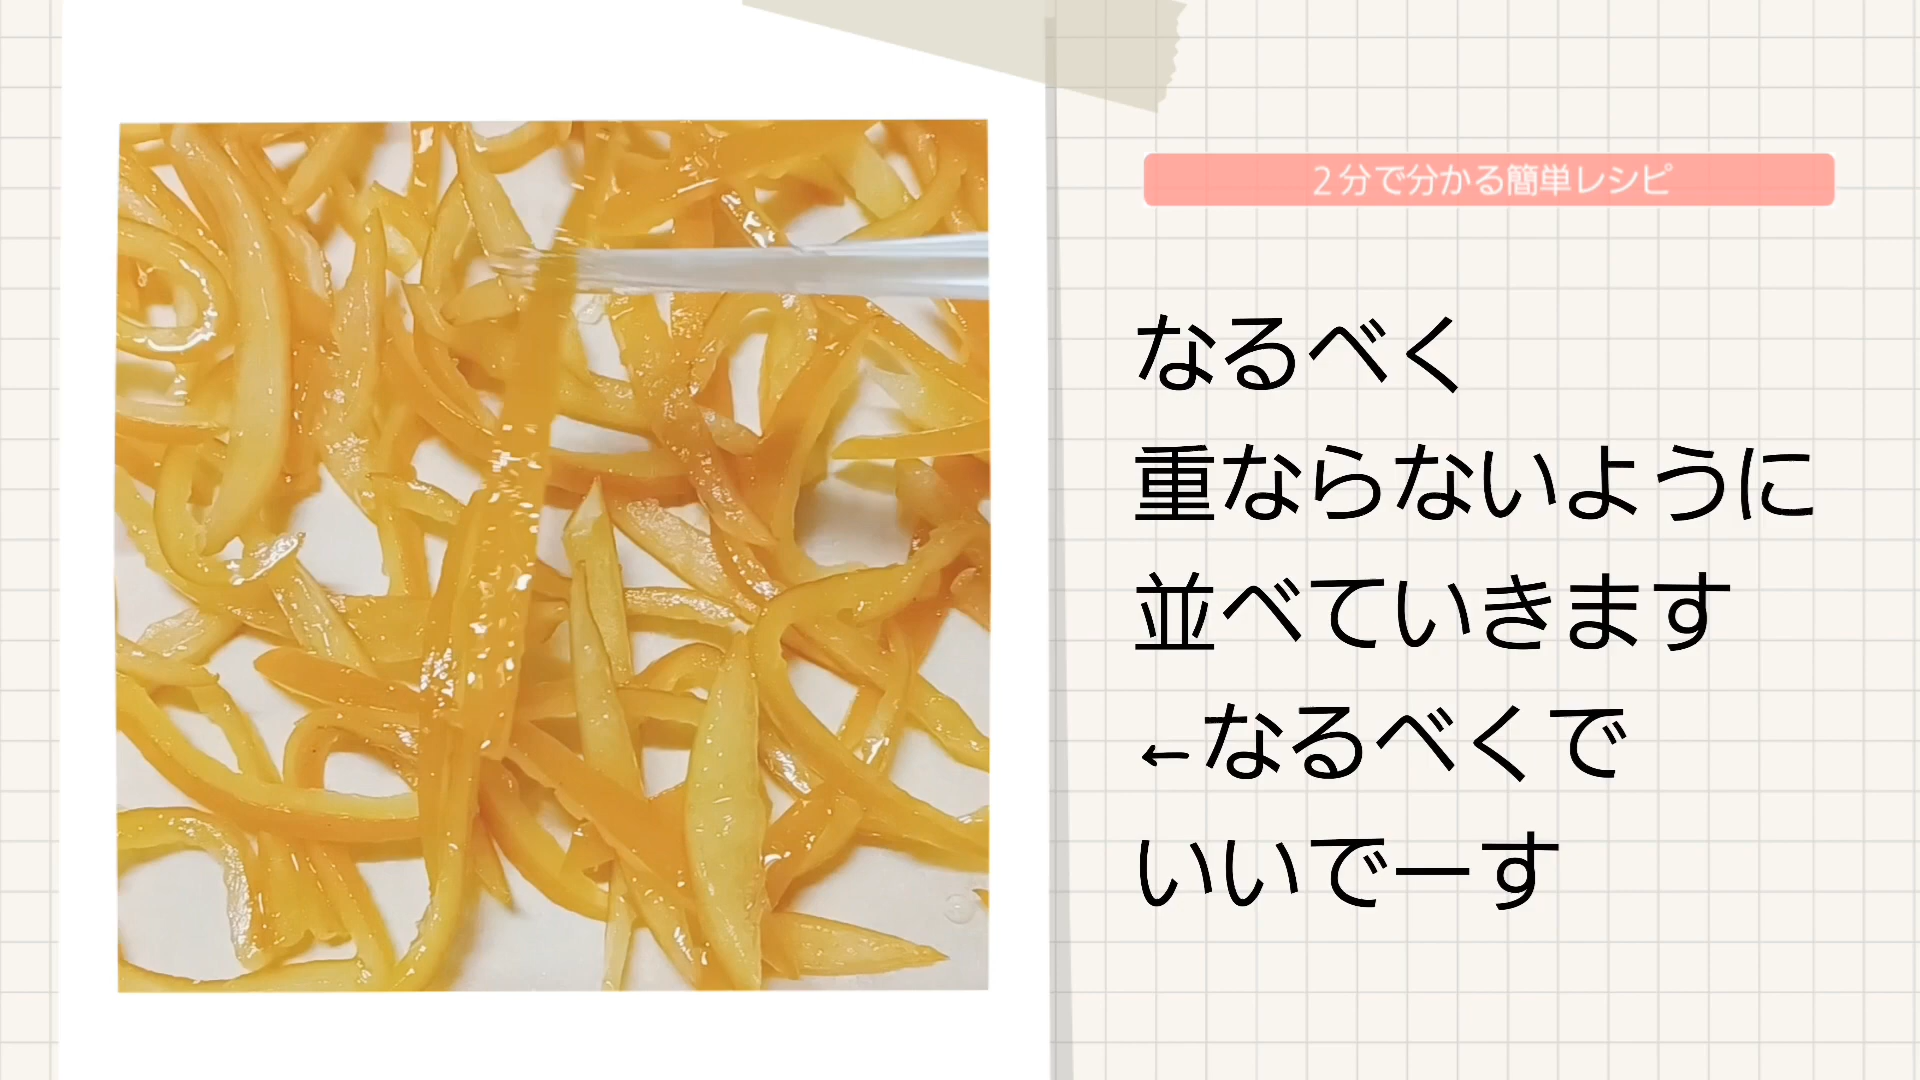 2分で分かる簡単レシピ
なるべく
重ならないように
並べていきます
←なるべくで
いいでーす